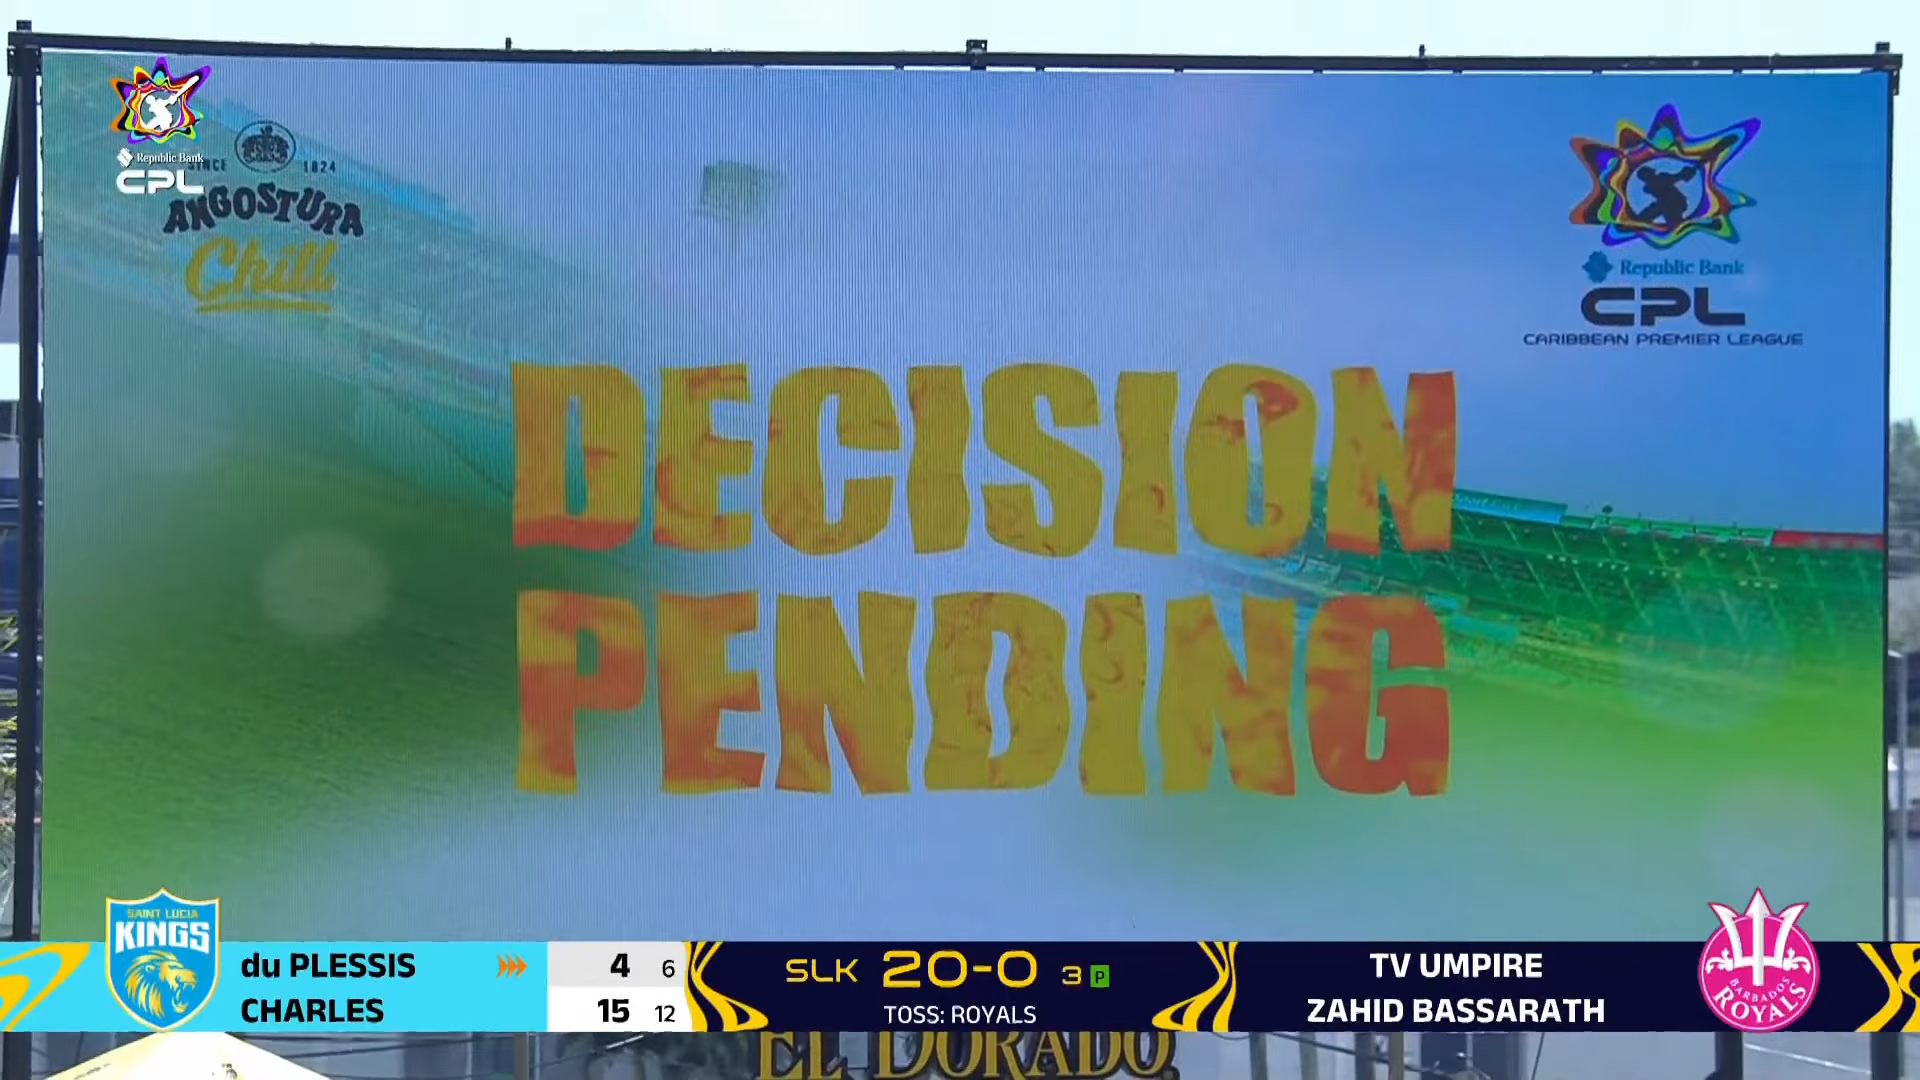 Republic Bank
CPL
SINCE 1824
ANGOSTURA
Chill
Republic Bank
CPL
CARIBBEAN PREMIER LEAGUE
DECISION
PENDING
SAINT LUCIA
KINGS
du PLESSIS 4 6
CHARLES 15 12
SLK 20-0 3 P
TOSS: ROYALS
TV UMPIRE
ZAHID BASSARATH
BARBADOS
ROYALS
EL DORADO